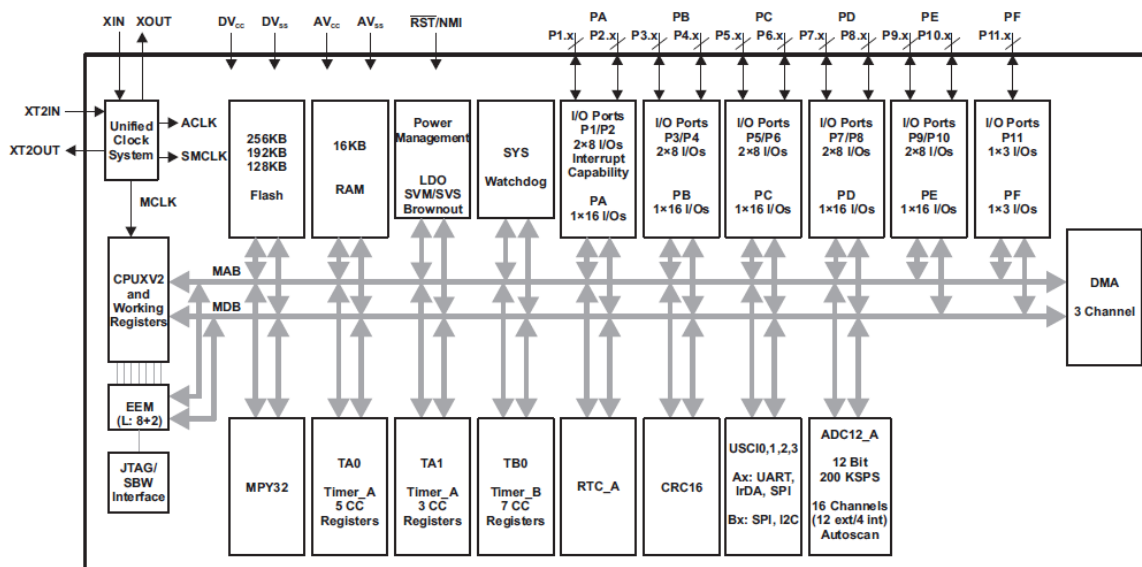 XIN
XOUT
DVCC
DVSS
AVCC
AVSS
RST/NMI
PA
PB
PC
PD
PE
PF
P1.x
P2.x
P3.x
P4.x
P5.x
P6.x
P7.x
P8.x
P9.x
P10.x
P11.x
XT2IN
XT2OUT
Unified
Clock
System
ACLK
SMCLK
MCLK
256KB
192KB
128KB
Flash
16KB
RAM
Power
Management
LDO
SVM/SVS
Brownout
SYS
Watchdog
I/O Ports
P1/P2
2×8 I/Os
Interrupt
Capability
PA
1×16 I/Os
I/O Ports
P3/P4
2×8 I/Os
PB
1×16 I/Os
I/O Ports
P5/P6
2×8 I/Os
PC
1×16 I/Os
I/O Ports
P7/P8
2×8 I/Os
PD
1×16 I/Os
I/O Ports
P9/P10
2×8 I/Os
PE
1×16 I/Os
I/O Ports
P11
1×3 I/Os
PF
1×3 I/Os
CPUXV2
and
Working
Registers
MAB
MDB
DMA
3 Channel
EEM
(L: 8+2)
JTAG/
SBW
Interface
MPY32
TA0
Timer_A
5 CC
Registers
TA1
Timer_A
3 CC
Registers
TB0
Timer_B
7 CC
Registers
RTC_A
CRC16
USCI0,1,2,3
Ax: UART,
IrDA, SPI
Bx: SPI, I2C
ADC12_A
12 Bit
200 KSPS
16 Channels
(12 ext/4 int)
Autoscan